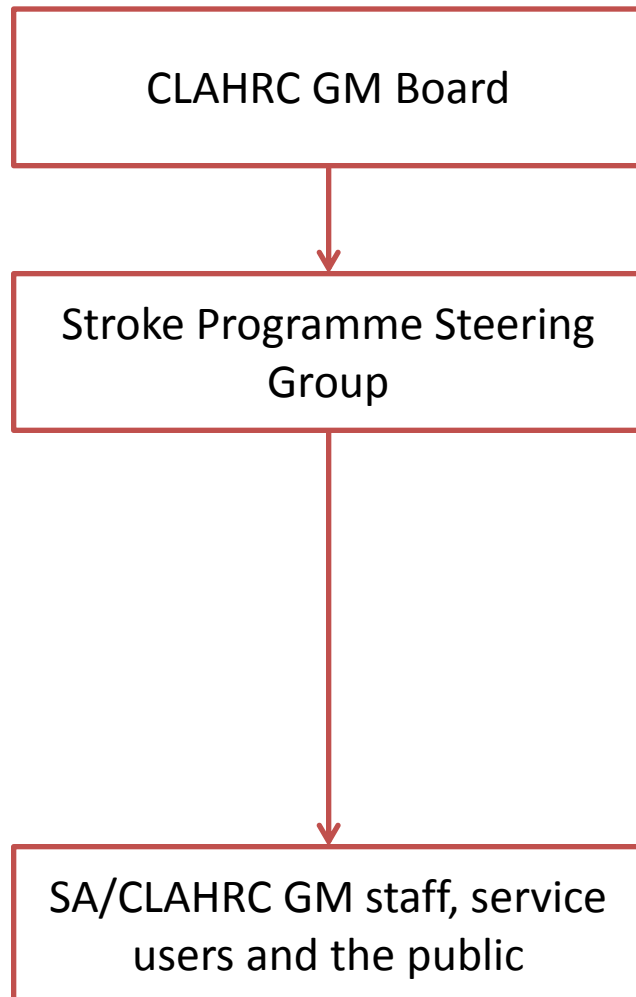 CLAHRC GM Board
Stroke Programme Steering
Group
SA/CLAHRC GM staff, service
users and the public